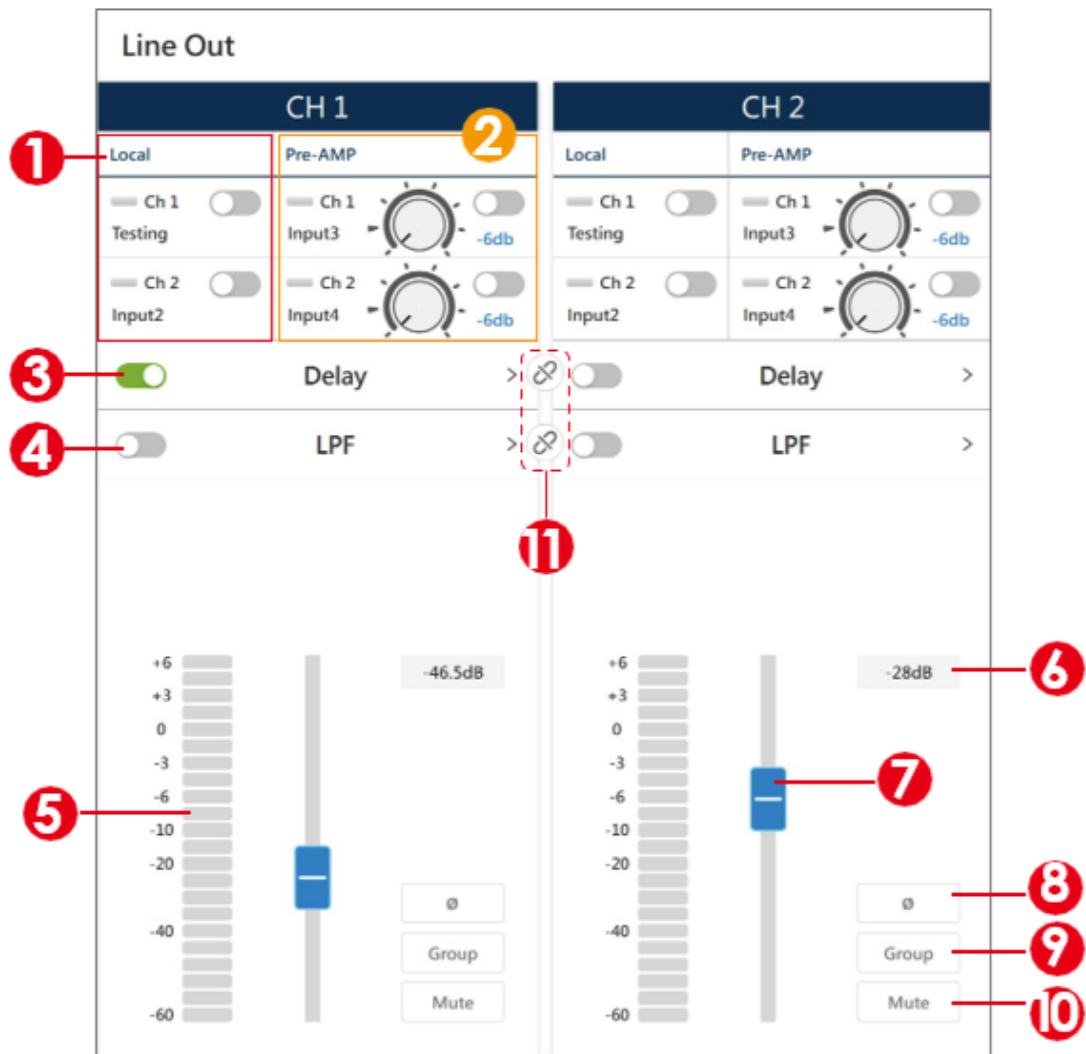 Line Out
CH 1
CH 2
2
1
Local
Pre-AMP
Local
Pre-AMP
Ch 1
Testing
Ch 1
Input3
-6db
Ch 1
Testing
Ch 1
Input3
-6db
Ch 2
Input2
Ch 2
Input4
-6db
Ch 2
Input2
Ch 2
Input4
-6db
3
Delay
>
Delay
>
4
LPF
>
LPF
>
11
+6
+3
0
-3
-6
-10
-20
-40
-60
5
-46.5dB
ø
Group
Mute
+6
+3
0
-3
-6
-10
-20
-40
-60
-28dB
6
7
ø
8
Group
9
Mute
10